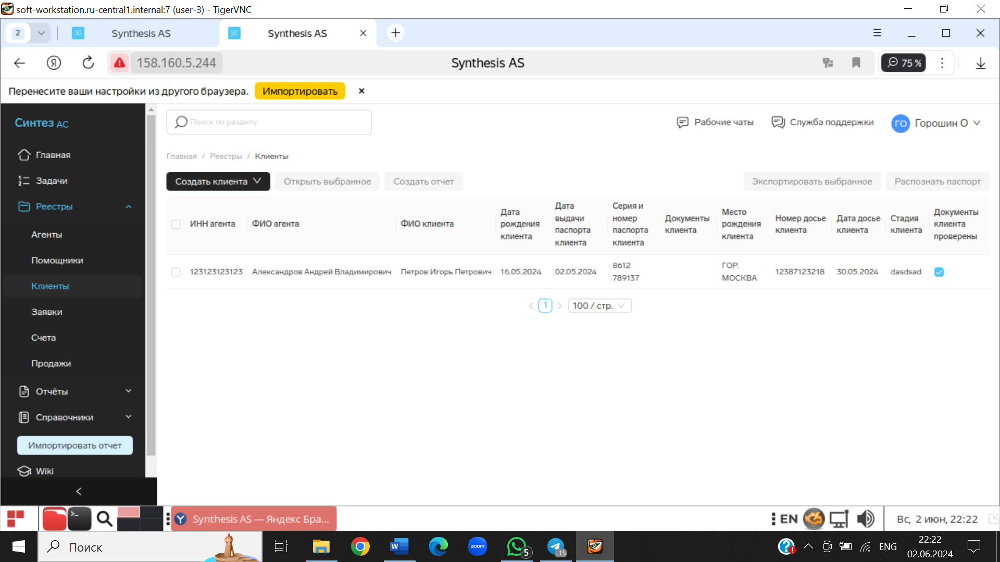 soft-workstation.ru-central1.internal:7 (user-3) - TigerVNC
2
Synthesis AS
Synthesis AS
158.160.5.244
Synthesis AS
75 %
Перенесите ваши настройки из другого браузера.
Импортировать
Синтез АС
Поиск по разделу
Рабочие чаты
Служба поддержки
ГО
Горошин О
Главная
Задачи
Реестры
Агенты
Помощники
Клиенты
Заявки
Счета
Продажи
Отчёты
Справочники
Импортировать отчет
Wiki
Главная / Реестры / Клиенты
Создать клиента
Открыть выбранное
Создать отчет
Экспортировать выбранное
Распознать паспорт
ИНН агента
ФИО агента
ФИО клиента
Дата
рождения
клиента
Дата
выдачи
паспорта
клиента
Серия и
номер
паспорта
клиента
Документы
клиента
Место
рождения
клиента
Номер досье
клиента
Дата досье
клиента
Стадия
клиента
Документы
клиента
проверены
123123123123
Александров Андрей Владимирович
Петров Игорь Петрович
16.05.2024
02.05.2024
8612
789137
ГОР.
МОСКВА
12387123218
30.05.2024
dasdsad
1
100 / стр.
Synthesis AS — Яндекс Бра...
EN
Вс, 2 июн, 22:22
Поиск
zoom
5
..15
ENG
22:22
02.06.2024